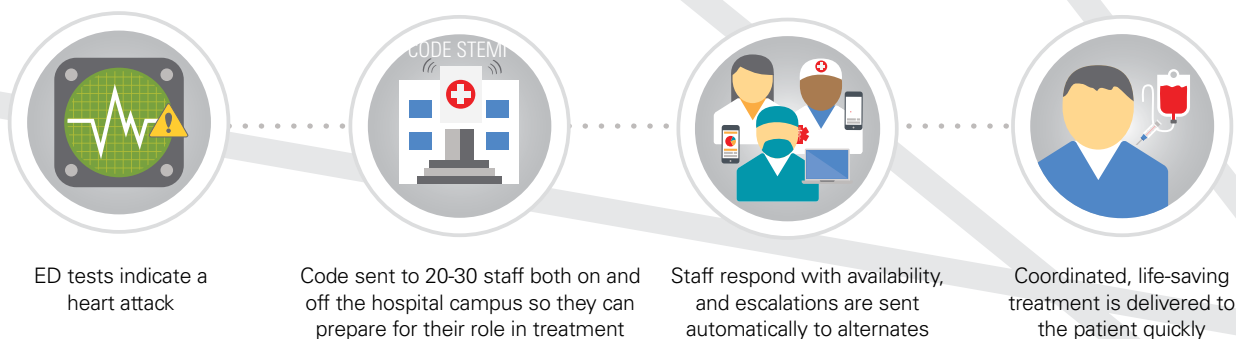 CODE STEMI
ED tests indicate a
heart attack
Code sent to 20-30 staff both on and
off the hospital campus so they can
prepare for their role in treatment
Staff respond with availability,
and escalations are sent
automatically to alternates
Coordinated, life-saving
treatment is delivered to
the patient quickly